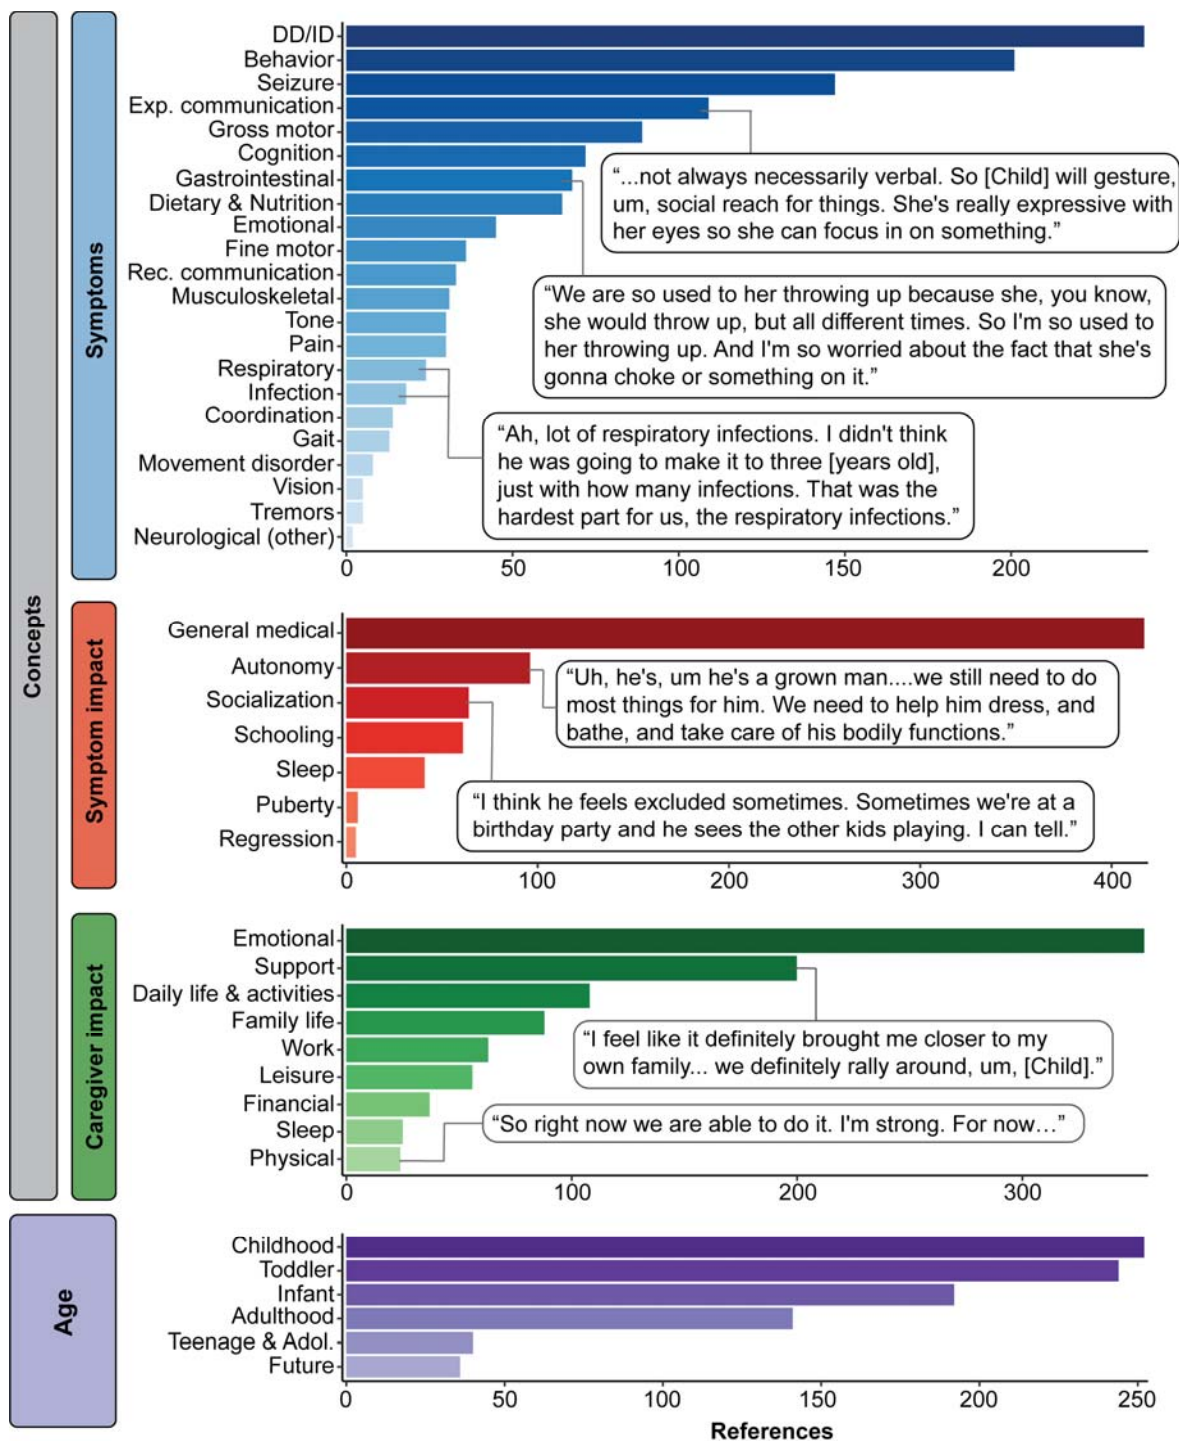 Concepts
Symptoms
DD/ID
Behavior
Seizure
Exp. communication
Gross motor
Cognition
Gastrointestinal
Dietary & Nutrition
Emotional
Fine motor
Rec. communication
Musculoskeletal
Tone
Pain
Respiratory
Infection
Coordination
Gait
Movement disorder
Vision
Tremors
Neurological (other)
“...not always necessarily verbal. So [Child] will gesture,
um, social reach for things. She's really expressive with
her eyes so she can focus in on something.”
“We are so used to her throwing up because she, you know,
she would throw up, but all different times. So I'm so used to
her throwing up. And I'm so worried about the fact that she's
gonna choke or something on it.”
“Ah, lot of respiratory infections. I didn't think
he was going to make it to three [years old],
just with how many infections. That was the
hardest part for us, the respiratory infections.”
0 50 100 150 200
Symptom impact
General medical
Autonomy
Socialization
Schooling
Sleep
Puberty
Regression
“Uh, he's, um he's a grown man....we still need to do
most things for him. We need to help him dress, and
bathe, and take care of his bodily functions.”
“I think he feels excluded sometimes. Sometimes we're at a
birthday party and he sees the other kids playing. I can tell.”
0 100 200 300 400
Caregiver impact
Emotional
Support
Daily life & activities
Family life
Work
Leisure
Financial
Sleep
Physical
“I feel like it definitely brought me closer to my
own family... we definitely rally around, um, [Child].”
“So right now we are able to do it. I'm strong. For now…”
0 100 200 300
Age
Childhood
Toddler
Infant
Adulthood
Teenage & Adol.
Future
0 50 100 150 200 250
References